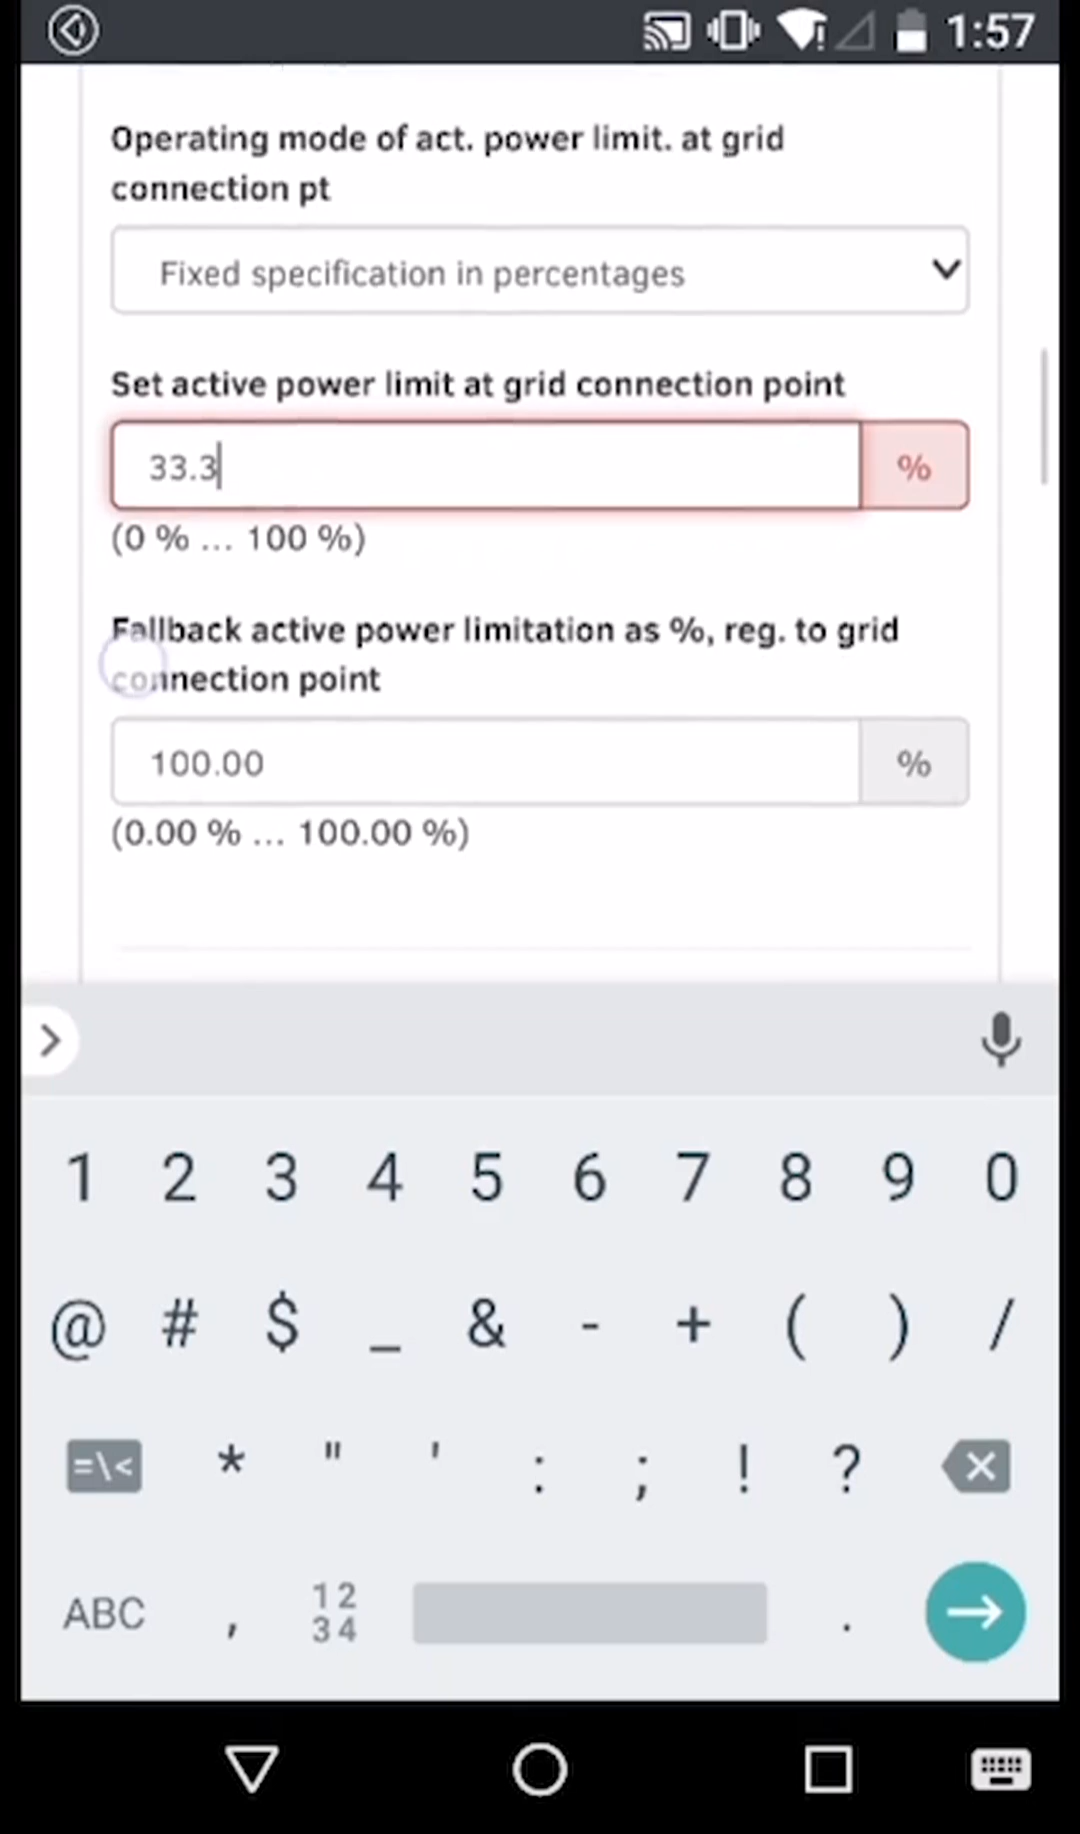 1:57
Operating mode of act. power limit. at grid
connection pt
Fixed specification in percentages
Set active power limit at grid connection point
33.3 %
(0 % ... 100 %)
Fallback active power limitation as %, reg. to grid
connection point
100.00 %
(0.00 % ... 100.00 %)
1 2 3 4 5 6 7 8 9 0
@ # $ _ & - + ( ) /
=\< * " ' : ; ! ?
ABC , 12 .
34